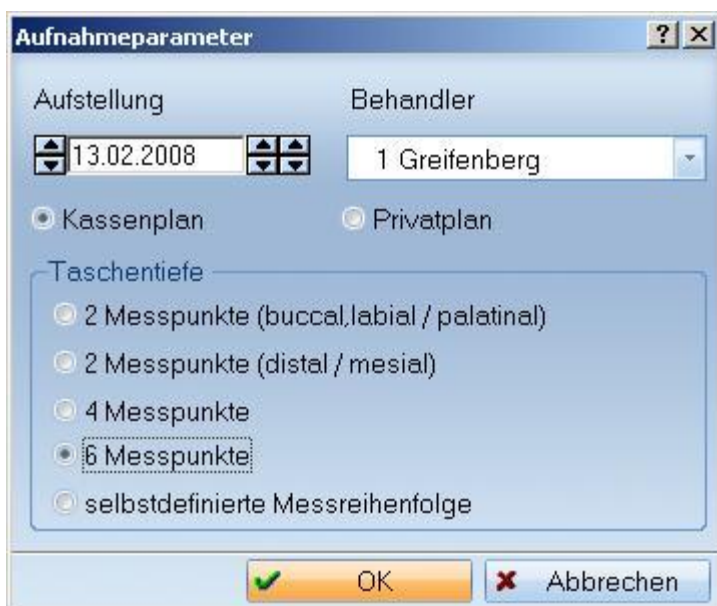 Aufnahmeparameter
Aufstellung Behandler
13.02.2008 1 Greifenberg
Kassenplan Privatplan
Taschentiefe
2 Messpunkte (buccal,labial / palatinal)
2 Messpunkte (distal / mesial)
4 Messpunkte
6 Messpunkte
selbstdefinierte Messreihenfolge
OK Abbrechen